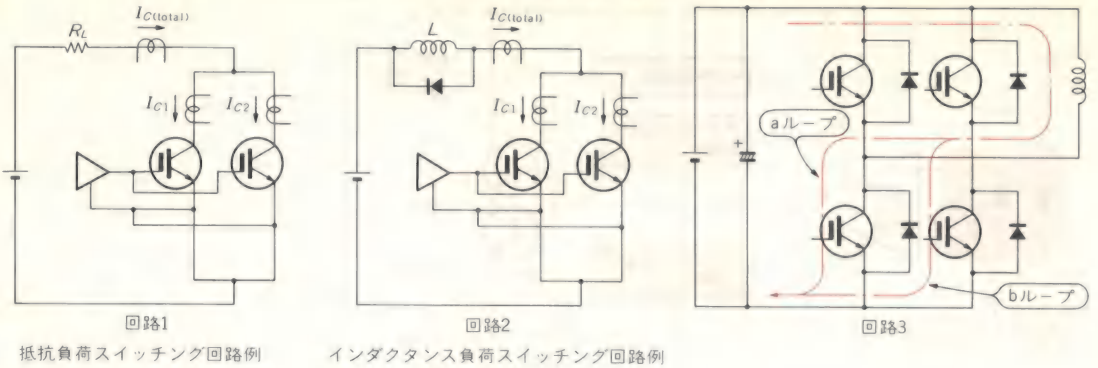 I_C(total)
R_L
I_C1
I_C2
回路1
抵抗負荷スイッチング回路例
I_C(total)
L
I_C1
I_C2
回路2
インダクタンス負荷スイッチング回路例
aループ
+
bループ
回路3